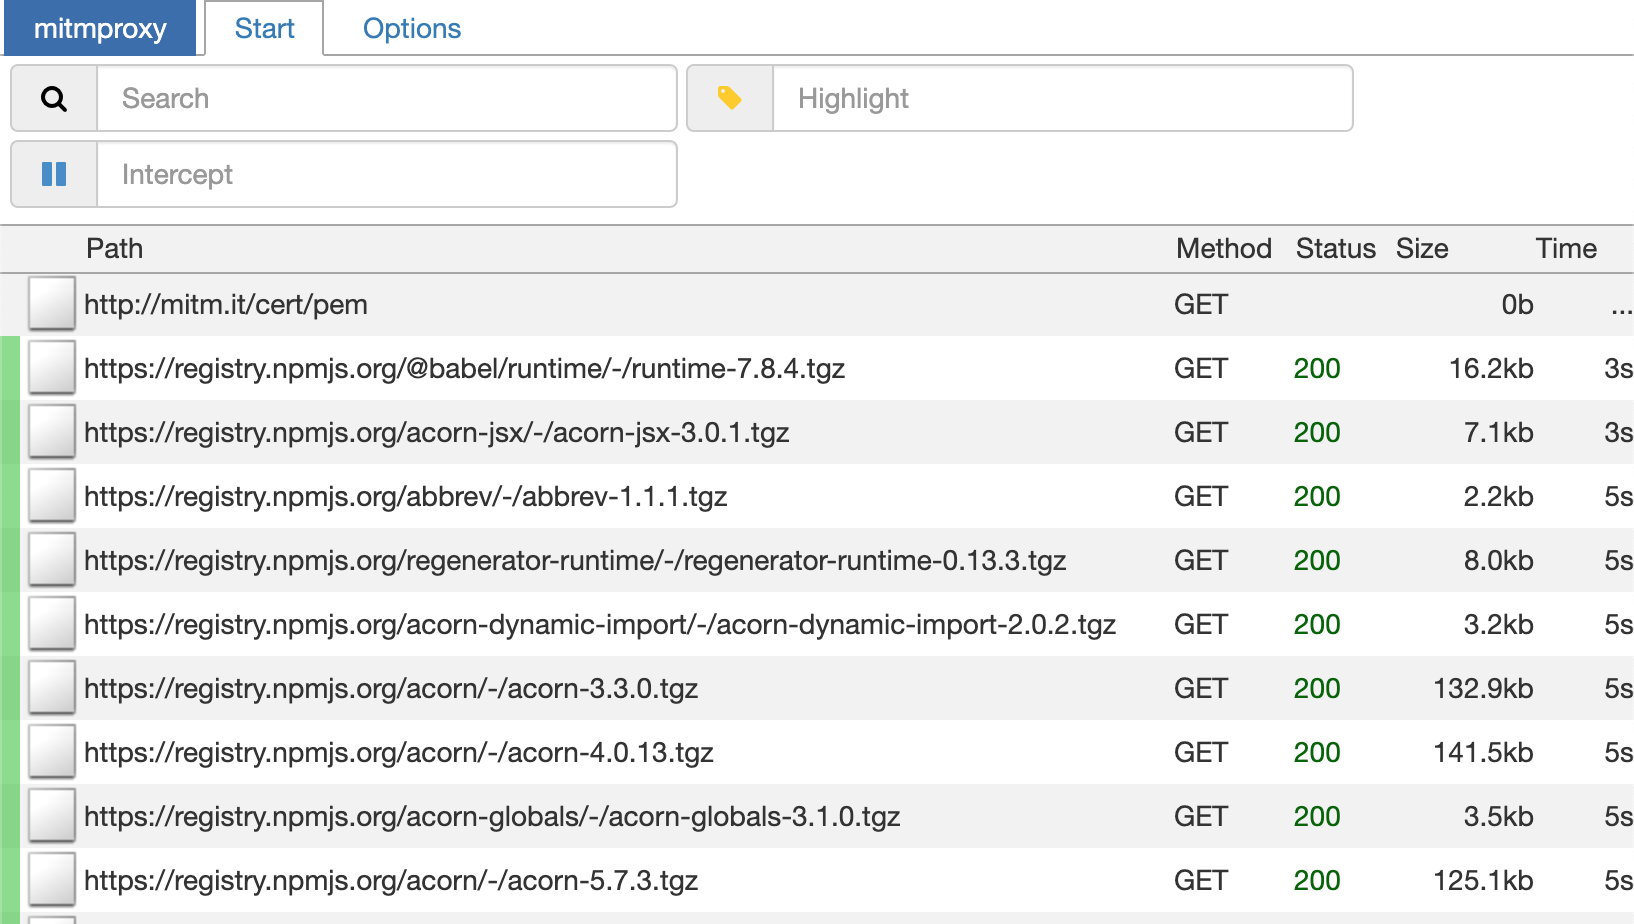 mitmproxy Start Options
Search Highlight
Intercept
Path Method Status Size Time
http://mitm.it/cert/pem GET 0b ...
https://registry.npmjs.org/@babel/runtime/-/runtime-7.8.4.tgz GET 200 16.2kb 3s
https://registry.npmjs.org/acorn-jsx/-/acorn-jsx-3.0.1.tgz GET 200 7.1kb 3s
https://registry.npmjs.org/abbrev/-/abbrev-1.1.1.tgz GET 200 2.2kb 5s
https://registry.npmjs.org/regenerator-runtime/-/regenerator-runtime-0.13.3.tgz GET 200 8.0kb 5s
https://registry.npmjs.org/acorn-dynamic-import/-/acorn-dynamic-import-2.0.2.tgz GET 200 3.2kb 5s
https://registry.npmjs.org/acorn/-/acorn-3.3.0.tgz GET 200 132.9kb 5s
https://registry.npmjs.org/acorn/-/acorn-4.0.13.tgz GET 200 141.5kb 5s
https://registry.npmjs.org/acorn-globals/-/acorn-globals-3.1.0.tgz GET 200 3.5kb 5s
https://registry.npmjs.org/acorn/-/acorn-5.7.3.tgz GET 200 125.1kb 5s